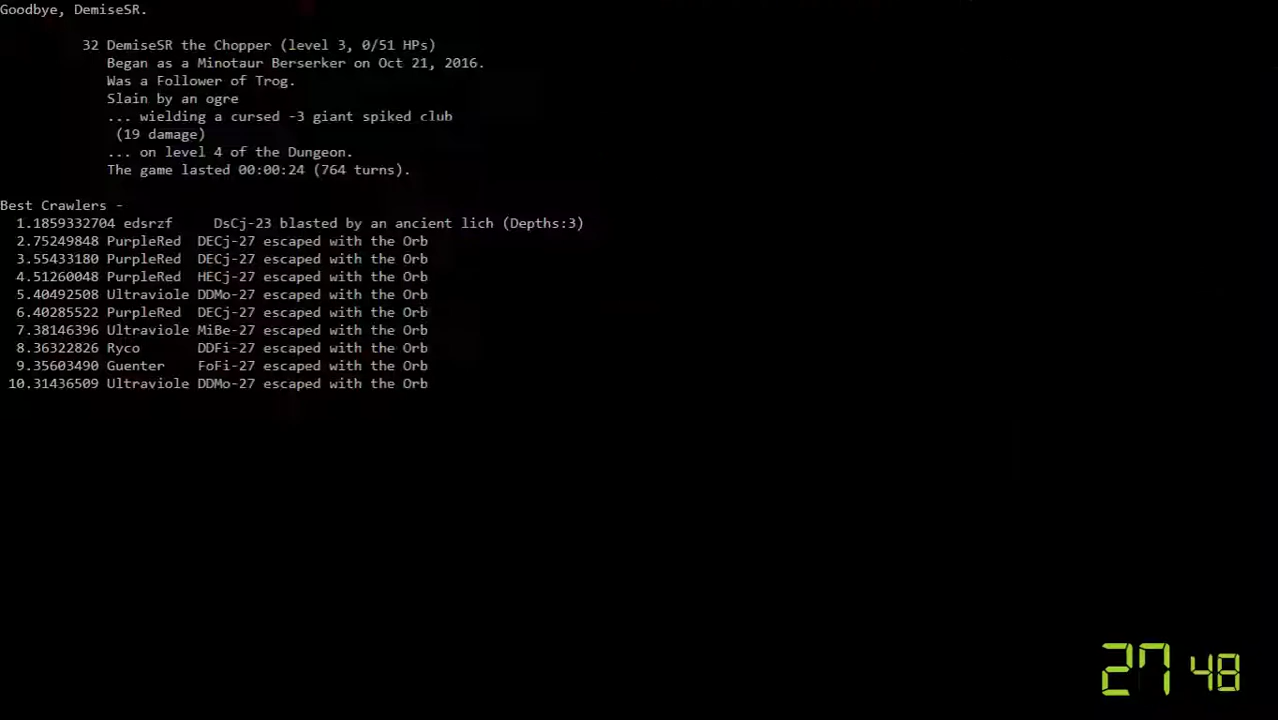 Goodbye, DemiseSR.
32 DemiseSR the Chopper (level 3, 0/51 HPs)
Began as a Minotaur Berserker on Oct 21, 2016.
Was a Follower of Trog.
Slain by an ogre
... wielding a cursed -3 giant spiked club
(19 damage)
... on level 4 of the Dungeon.
The game lasted 00:00:24 (764 turns).
Best Crawlers -
1.1859332704 edsrzf DsCj-23 blasted by an ancient lich (Depths:3)
2.75249848 PurpleRed DECj-27 escaped with the Orb
3.55433180 PurpleRed DECj-27 escaped with the Orb
4.51260048 PurpleRed HECj-27 escaped with the Orb
5.40492508 Ultraviole DDMo-27 escaped with the Orb
6.40285522 PurpleRed DECj-27 escaped with the Orb
7.38146396 Ultraviole MiBe-27 escaped with the Orb
8.36322826 Ryco DDFi-27 escaped with the Orb
9.35603490 Guenter FoFi-27 escaped with the Orb
10.31436509 Ultraviole DDMo-27 escaped with the Orb
27 48